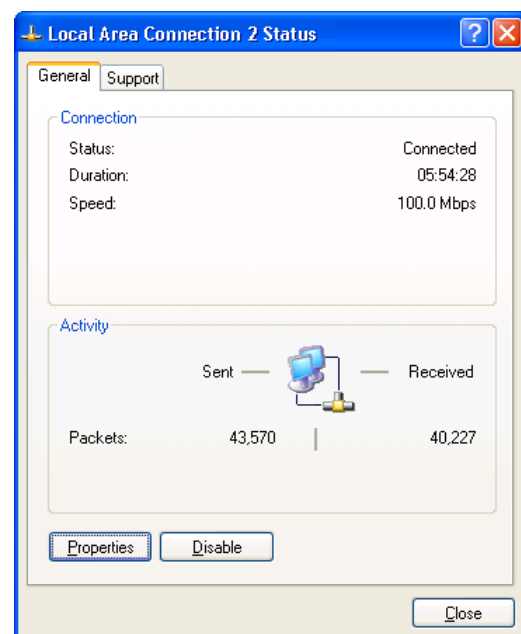 Local Area Connection 2 Status
General Support
Connection
Status: Connected
Duration: 05:54:28
Speed: 100.0 Mbps
Activity
Sent Received
Packets: 43,570 40,227
Properties Disable
Close